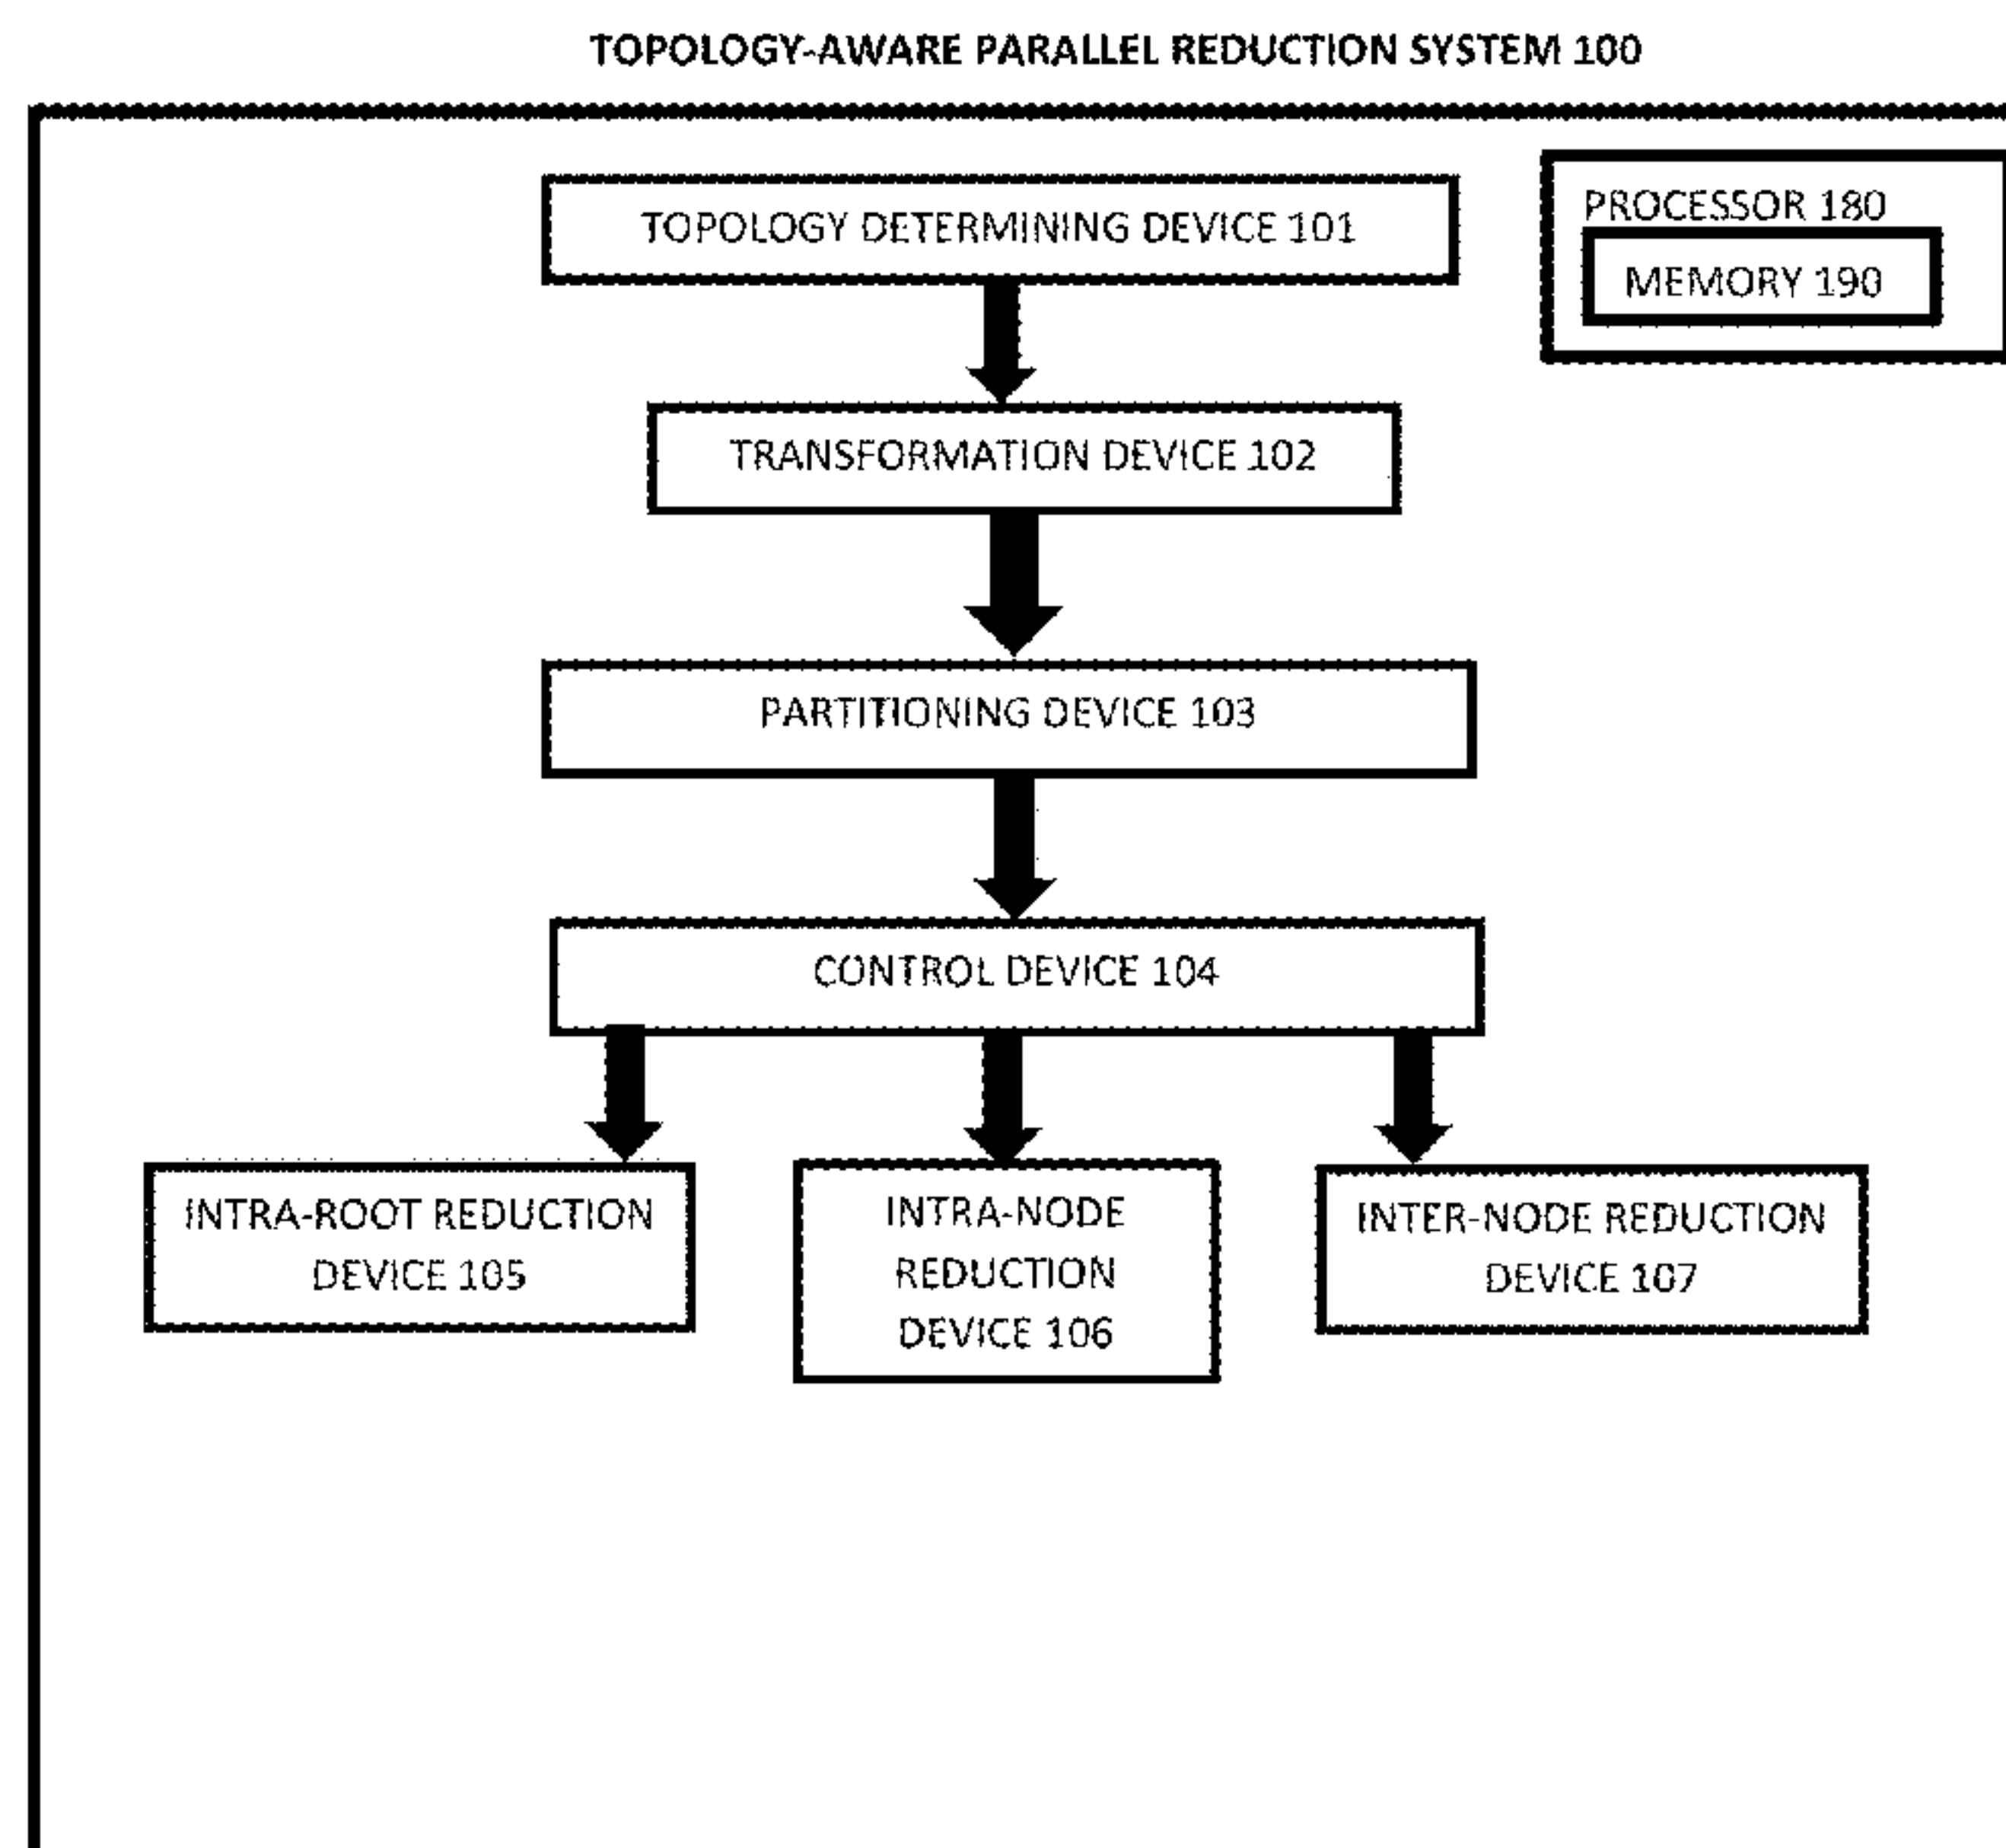 TOPOLOGY-AWARE PARALLEL REDUCTION SYSTEM 100
TOPOLOGY DETERMINING DEVICE 101
PROCESSOR 180
MEMORY 190
TRANSFORMATION DEVICE 102
PARTITIONING DEVICE 103
CONTROL DEVICE 104
INTRA-ROOT REDUCTION
DEVICE 105
INTRA-NODE
REDUCTION
DEVICE 106
INTER-NODE REDUCTION
DEVICE 107